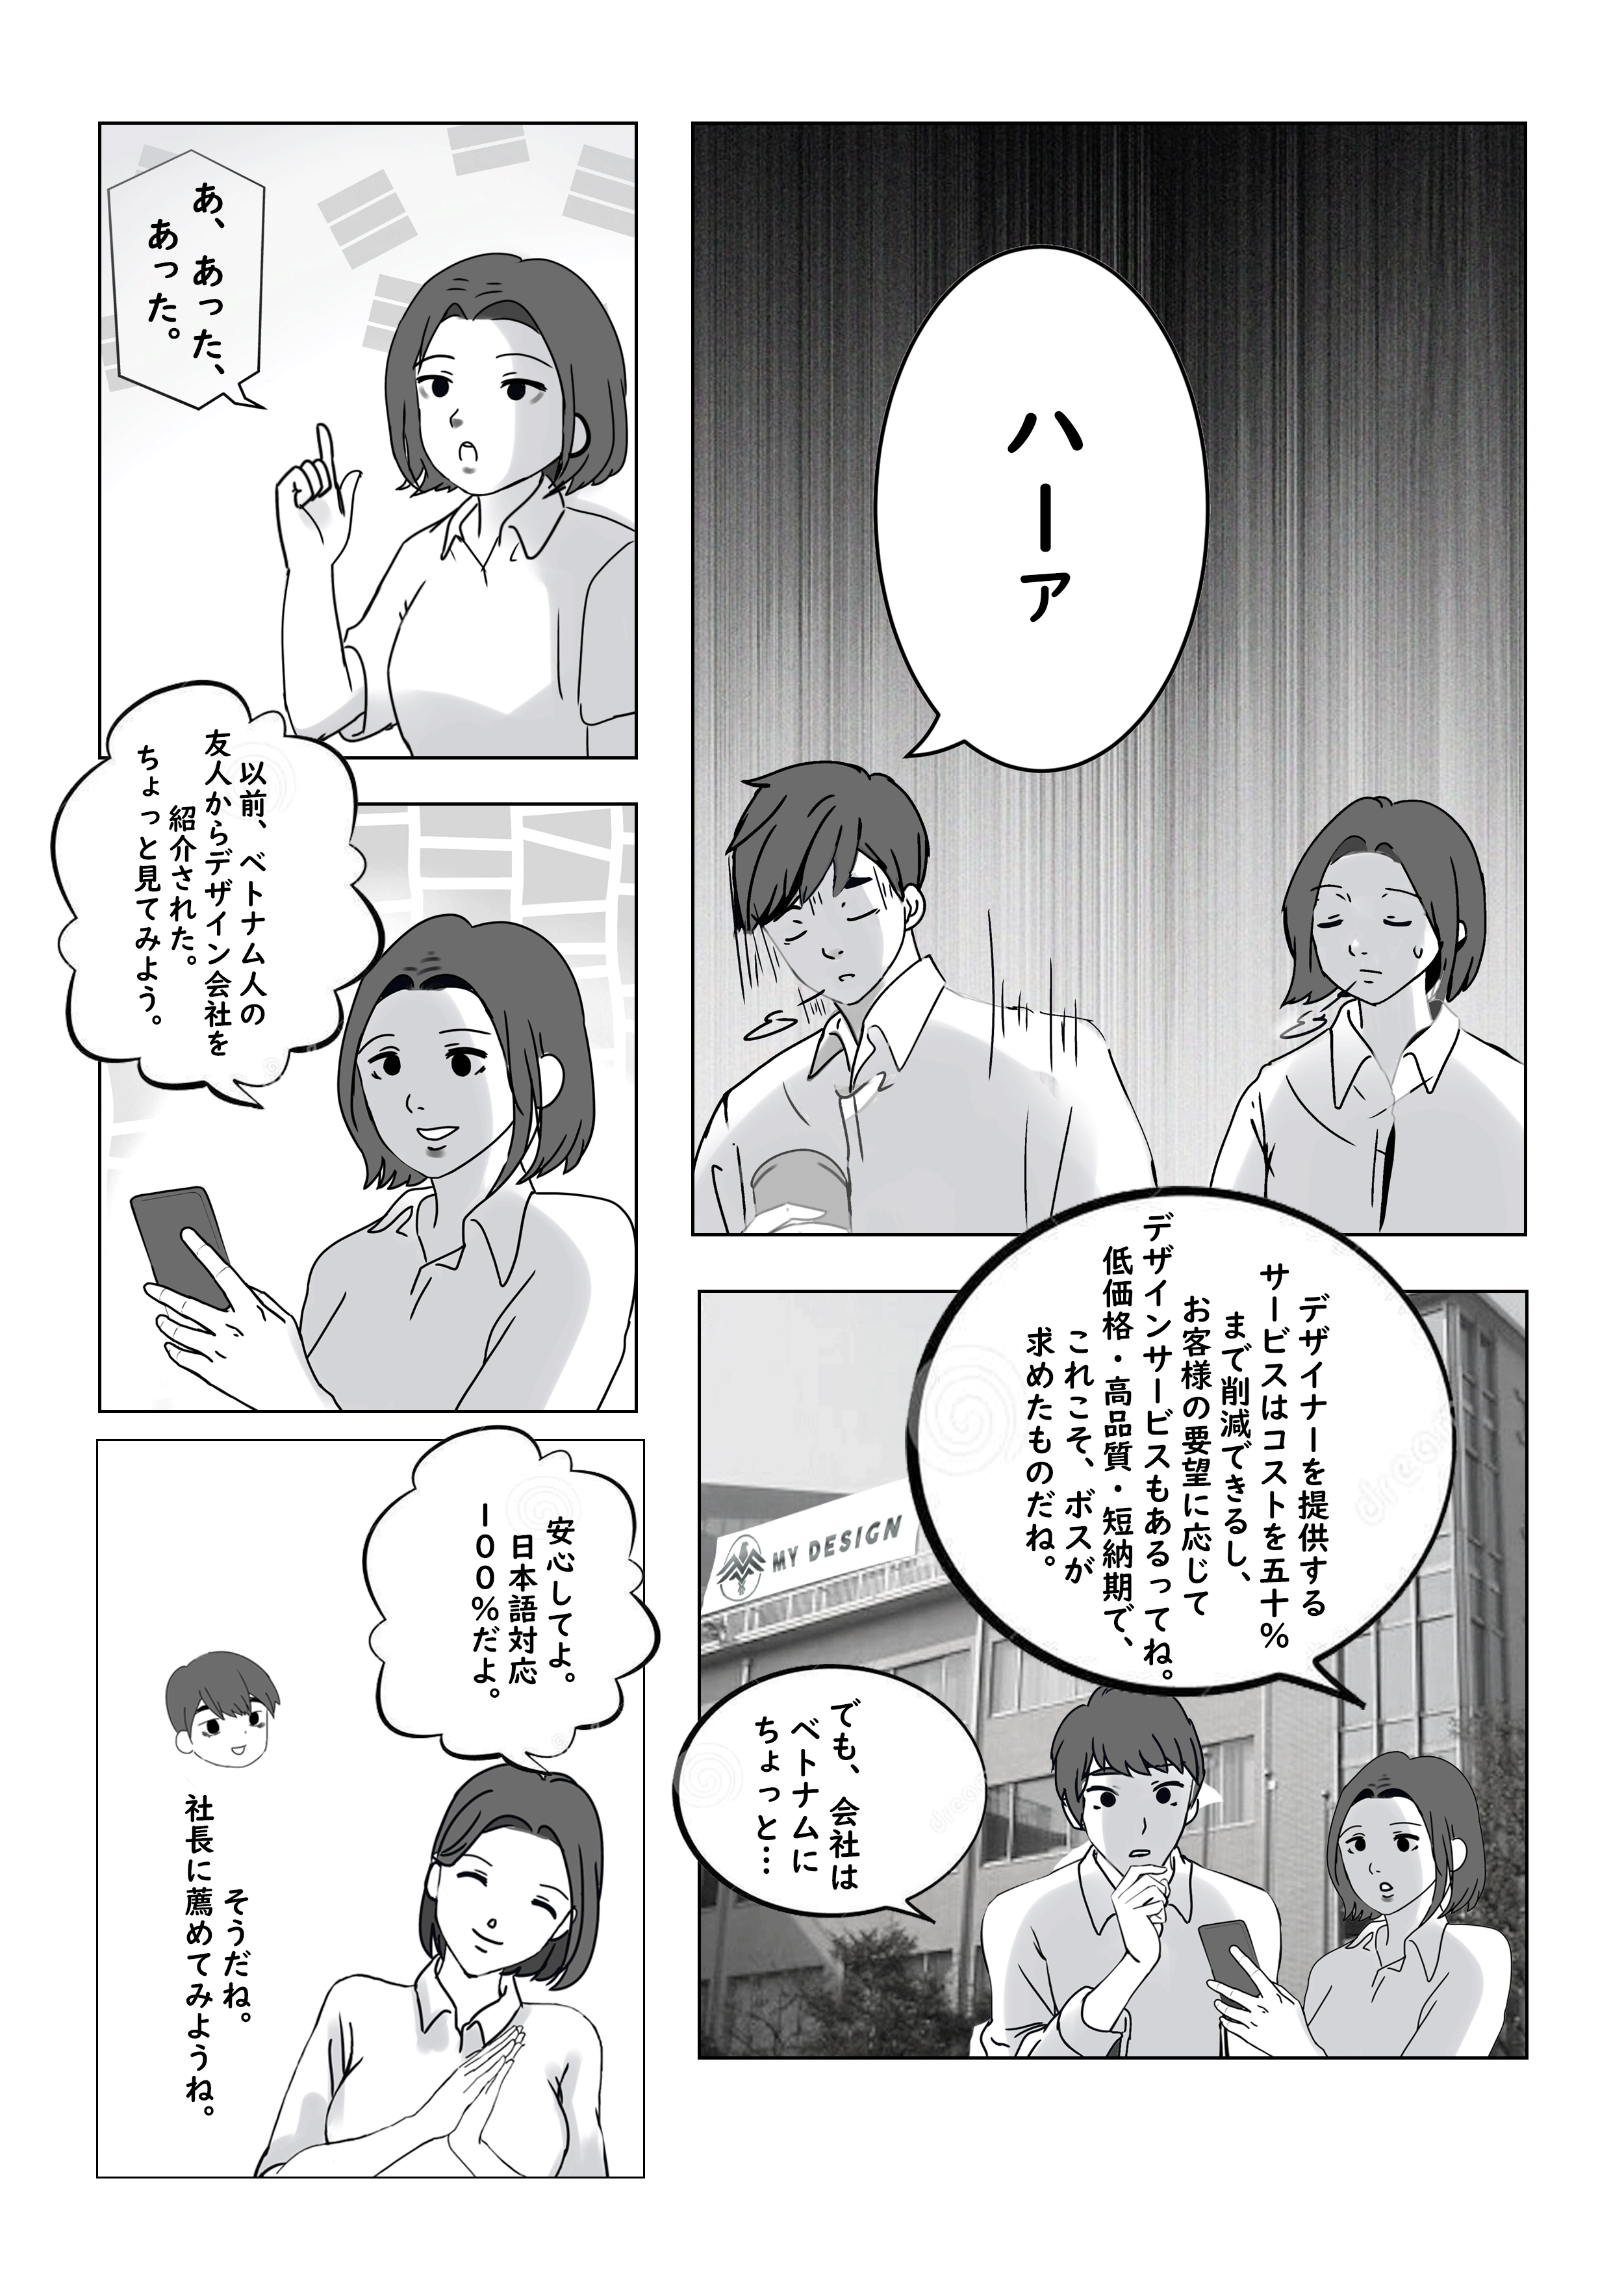 ハーア
あ、あった、
あった。
以前、ベトナム人の
友人からデザイン会社を
紹介された。
ちょっと見てみよう。
デザイナーを提供する
サービスはコストを五十%
まで削減できるし、
お客様の要望に応じて
デザインサービスもあるってね。
低価格・高品質・短納期で、
これこそ、ボスが
求めたものだね。
でも、会社は
ベトナムに
ちょっと…
MY DESIGN
安心してよ。
日本語対応
100%だよ。
そうだね。
社長に薦めてみようね。